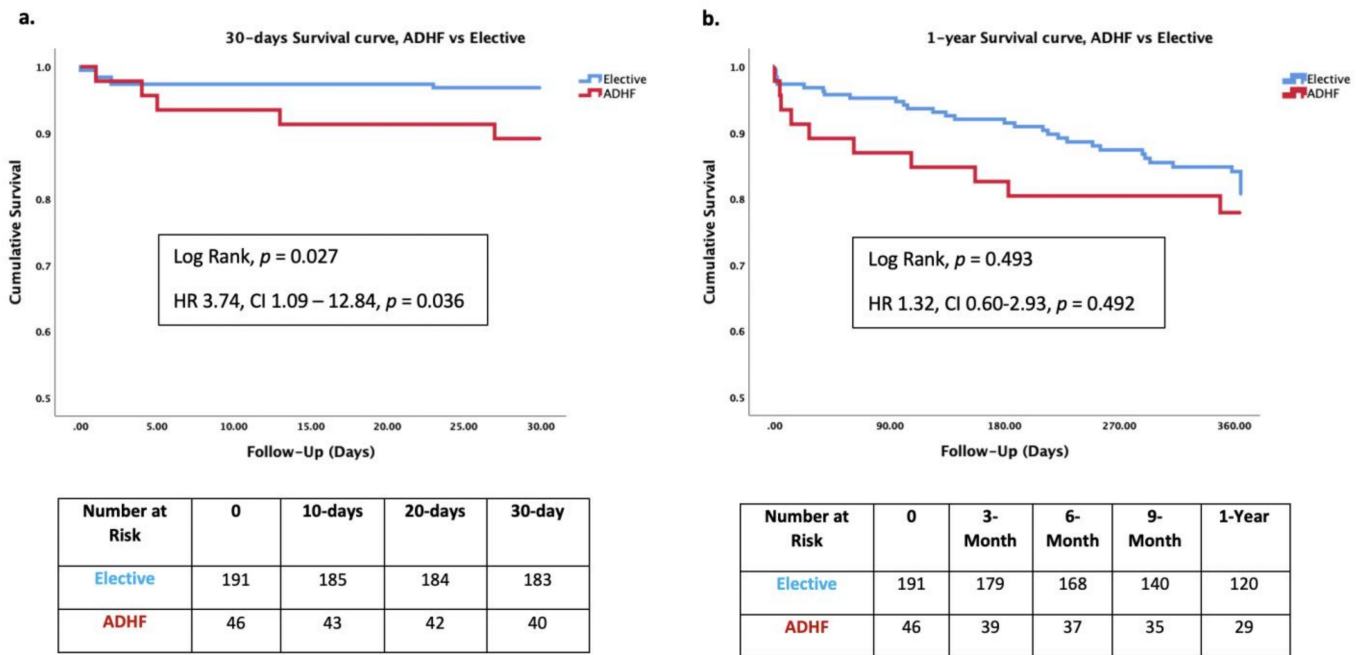 a.
30-days Survival curve, ADHF vs Elective
Elective
ADHF
1.0
0.9
0.8
0.7
0.6
0.5
Cumulative Survival
Log Rank, p = 0.027
HR 3.74, CI 1.09 – 12.84, p = 0.036
.00 5.00 10.00 15.00 20.00 25.00 30.00
Follow-Up (Days)
Number at Risk 0 10-days 20-days 30-day
Elective 191 185 184 183
ADHF 46 43 42 40
b.
1-year Survival curve, ADHF vs Elective
Elective
ADHF
1.0
0.9
0.8
0.7
0.6
0.5
Cumulative Survival
Log Rank, p = 0.493
HR 1.32, CI 0.60-2.93, p = 0.492
.00 90.00 180.00 270.00 360.00
Follow-Up (Days)
Number at Risk 0 3-Month 6-Month 9-Month 1-Year
Elective 191 179 168 140 120
ADHF 46 39 37 35 29